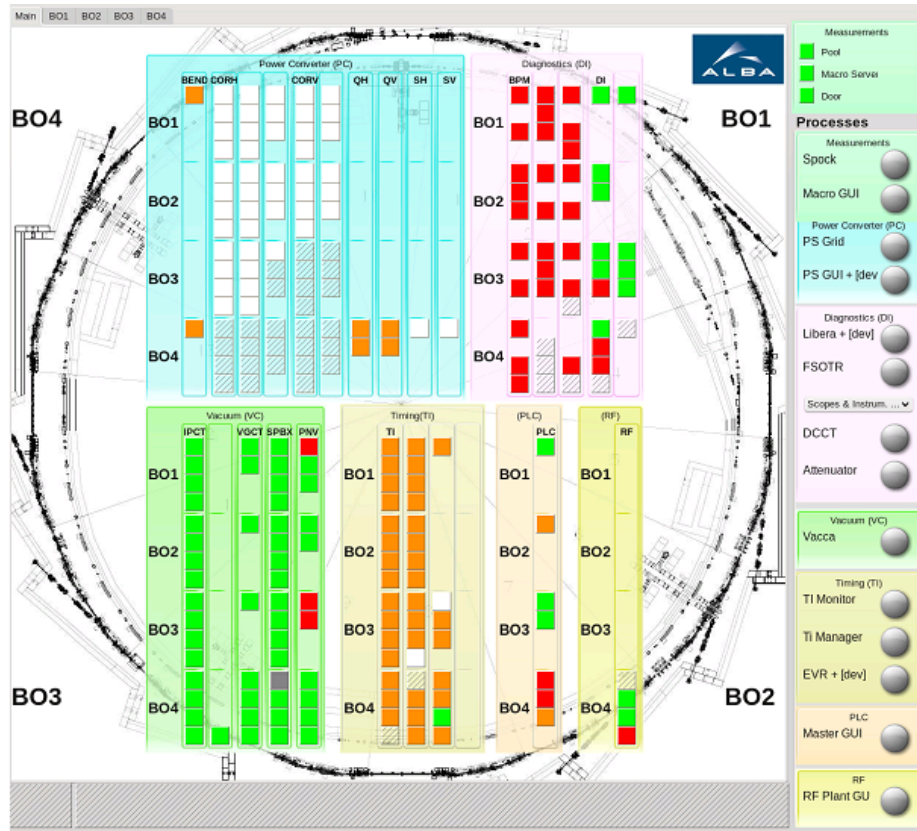 Main BO1 BO2 BO3 BO4
ALBA
BO4
BO1
BO3
BO2
Power Converter (PC)
BEND CORH CORV QH QV SH SV
BO1
BO2
BO3
BO4
Diagnostics (DI)
BPM DI
BO1
BO2
BO3
BO4
Vacuum (VC)
IPCT VGCT SPBX PNV
BO1
BO2
BO3
BO4
Timing(TI)
TI
BO1
BO2
BO3
BO4
(PLC)
PLC
BO1
BO2
BO3
BO4
(RF)
RF
BO1
BO2
BO3
BO4
Measurements
Pool
Macro Serve
Door
Processes
Measurements
Spock
Macro GUI
Power Converter (PC)
PS Grid
PS GUI + [dev
Diagnostics (DI)
Libera + [dev]
FSOTR
Scopes & Instrum. ...
DCCT
Attenuator
Vacuum (VC)
Vacca
Timing (TI)
TI Monitor
Ti Manager
EVR + [dev]
PLC
Master GUI
RF
RF Plant GU